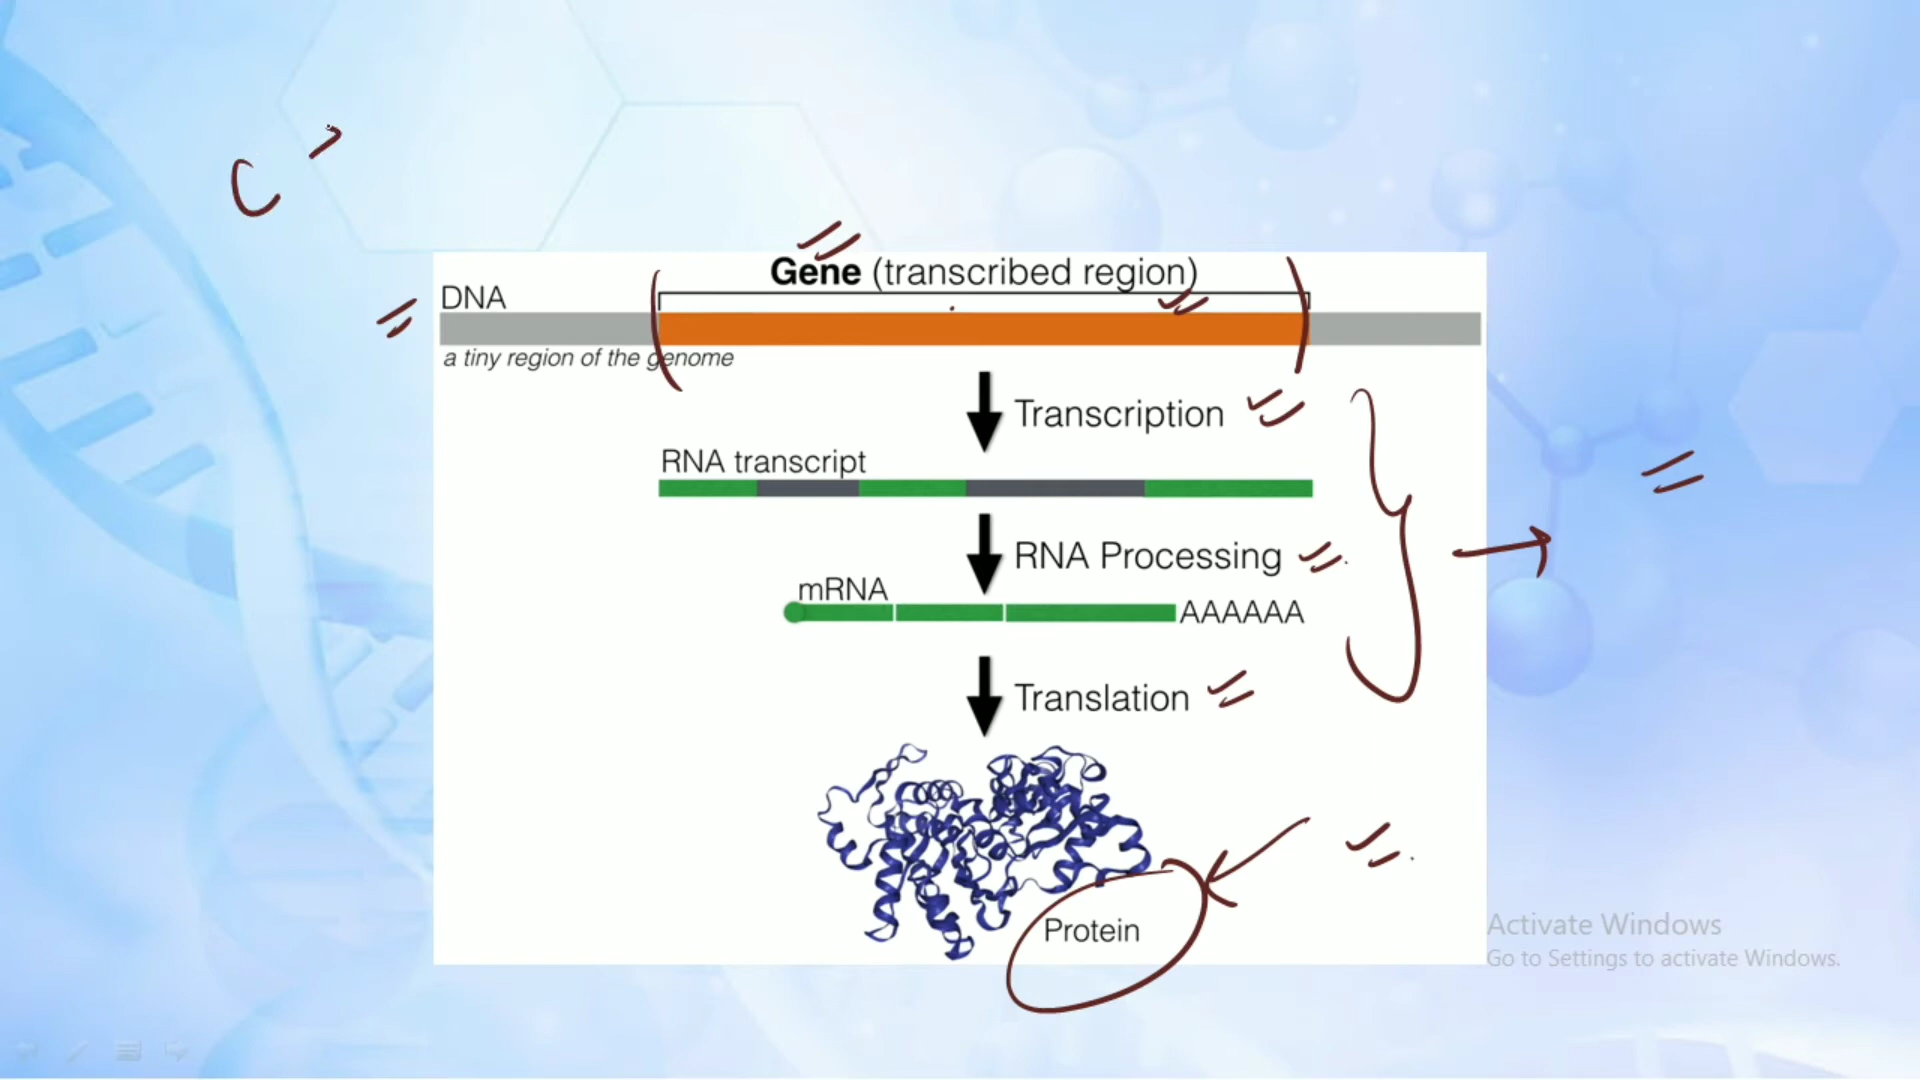 Gene (transcribed region)
DNA
a tiny region of the genome
Transcription
RNA transcript
RNA Processing
mRNA
AAAAAA
Translation
Protein
Activate Windows
Go to Settings to activate Windows.